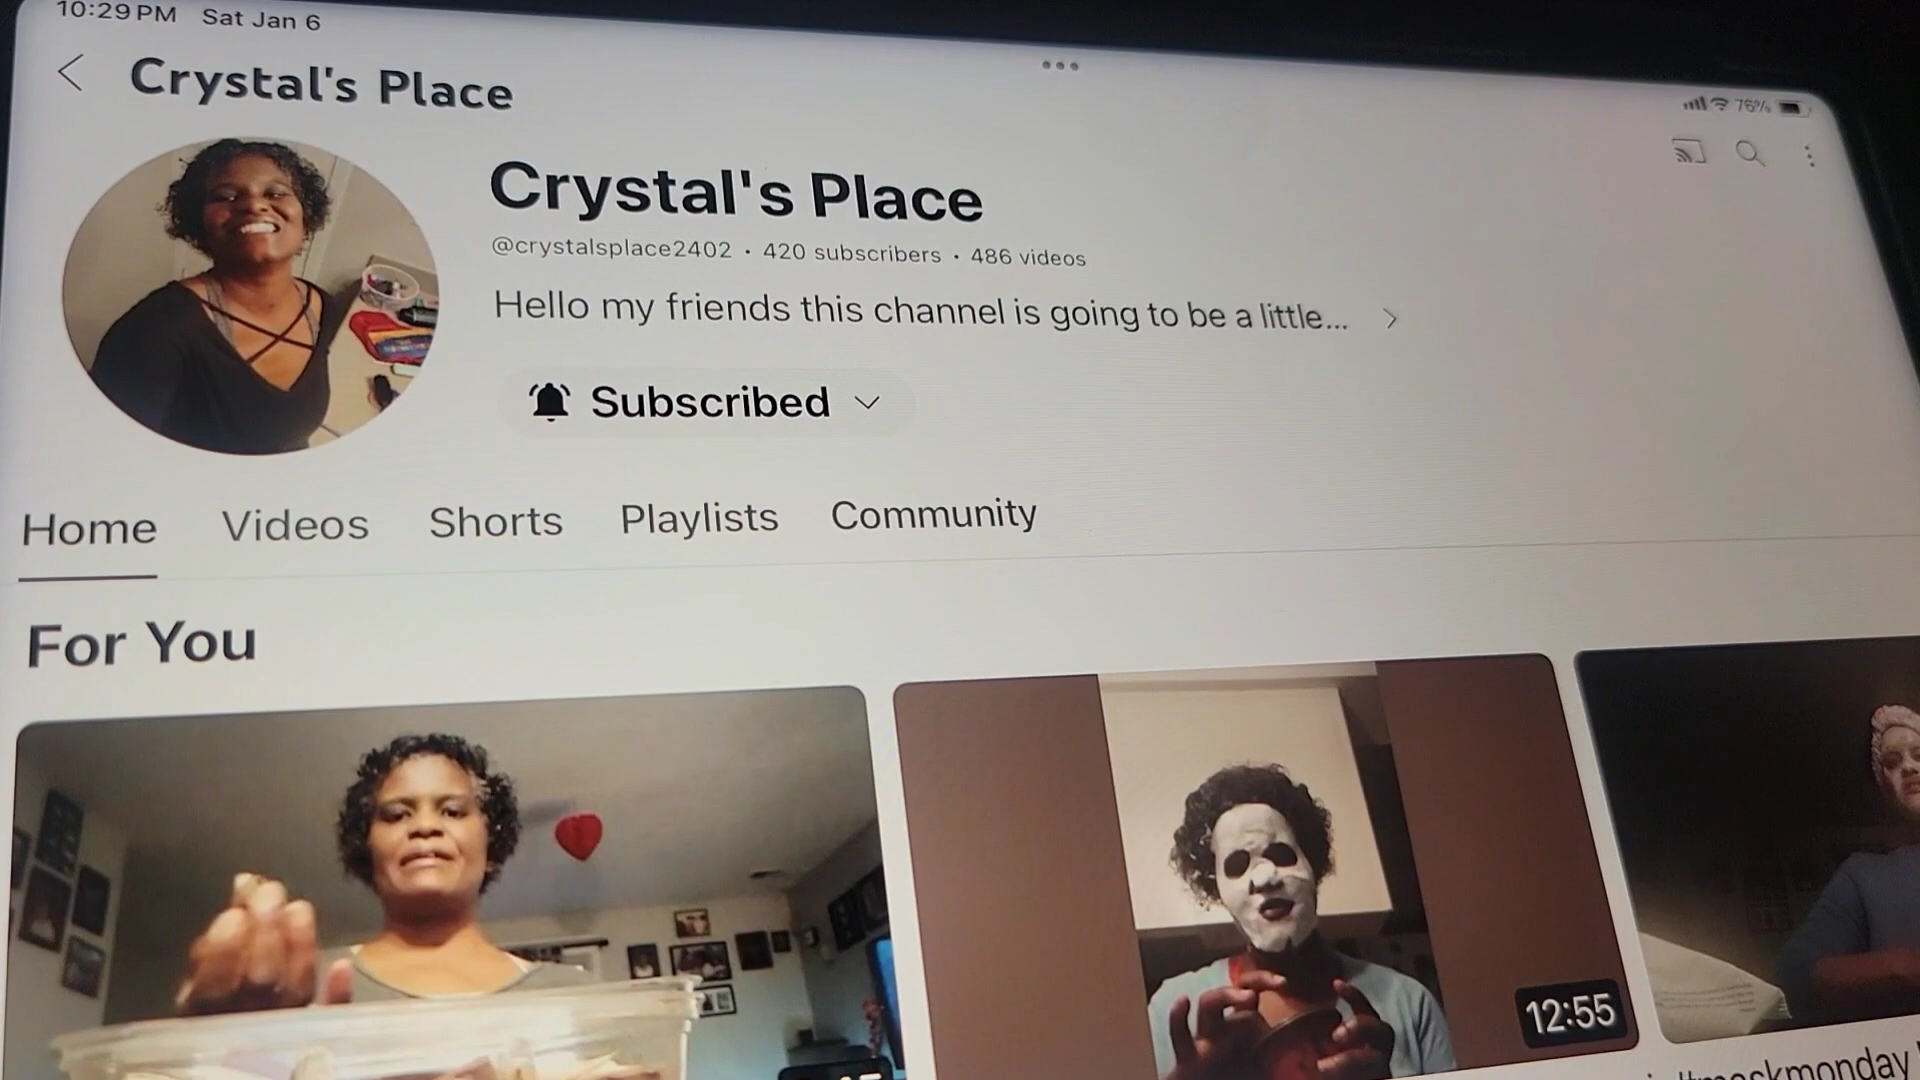 10:29 PM Sat Jan 6
76%
Crystal's Place
Crystal's Place
@crystalsplace2402 · 420 subscribers · 486 videos
Hello my friends this channel is going to be a little...
Subscribed
Home Videos Shorts Playlists Community
For You
12:55